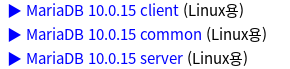 ▶ MariaDB 10.0.15 client (Linux용)
▶ MariaDB 10.0.15 common (Linux용)
▶ MariaDB 10.0.15 server (Linux용)